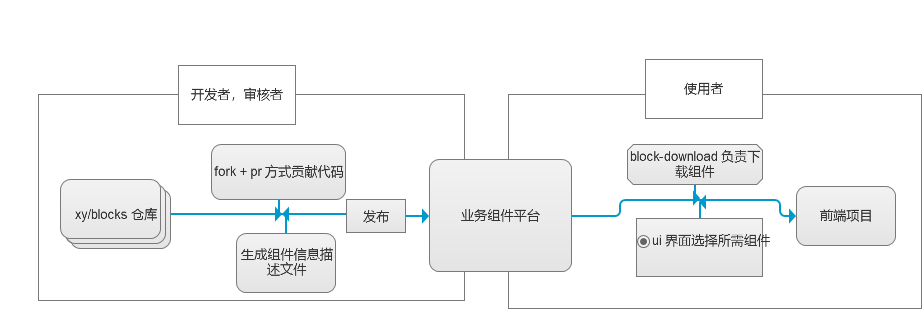 开发者，审核者
使用者
fork + pr 方式贡献代码
block-download 负责下
载组件
xy/blocks 仓库
发布
业务组件平台
前端项目
生成组件信息描
述文件
ui 界面选择所需组件